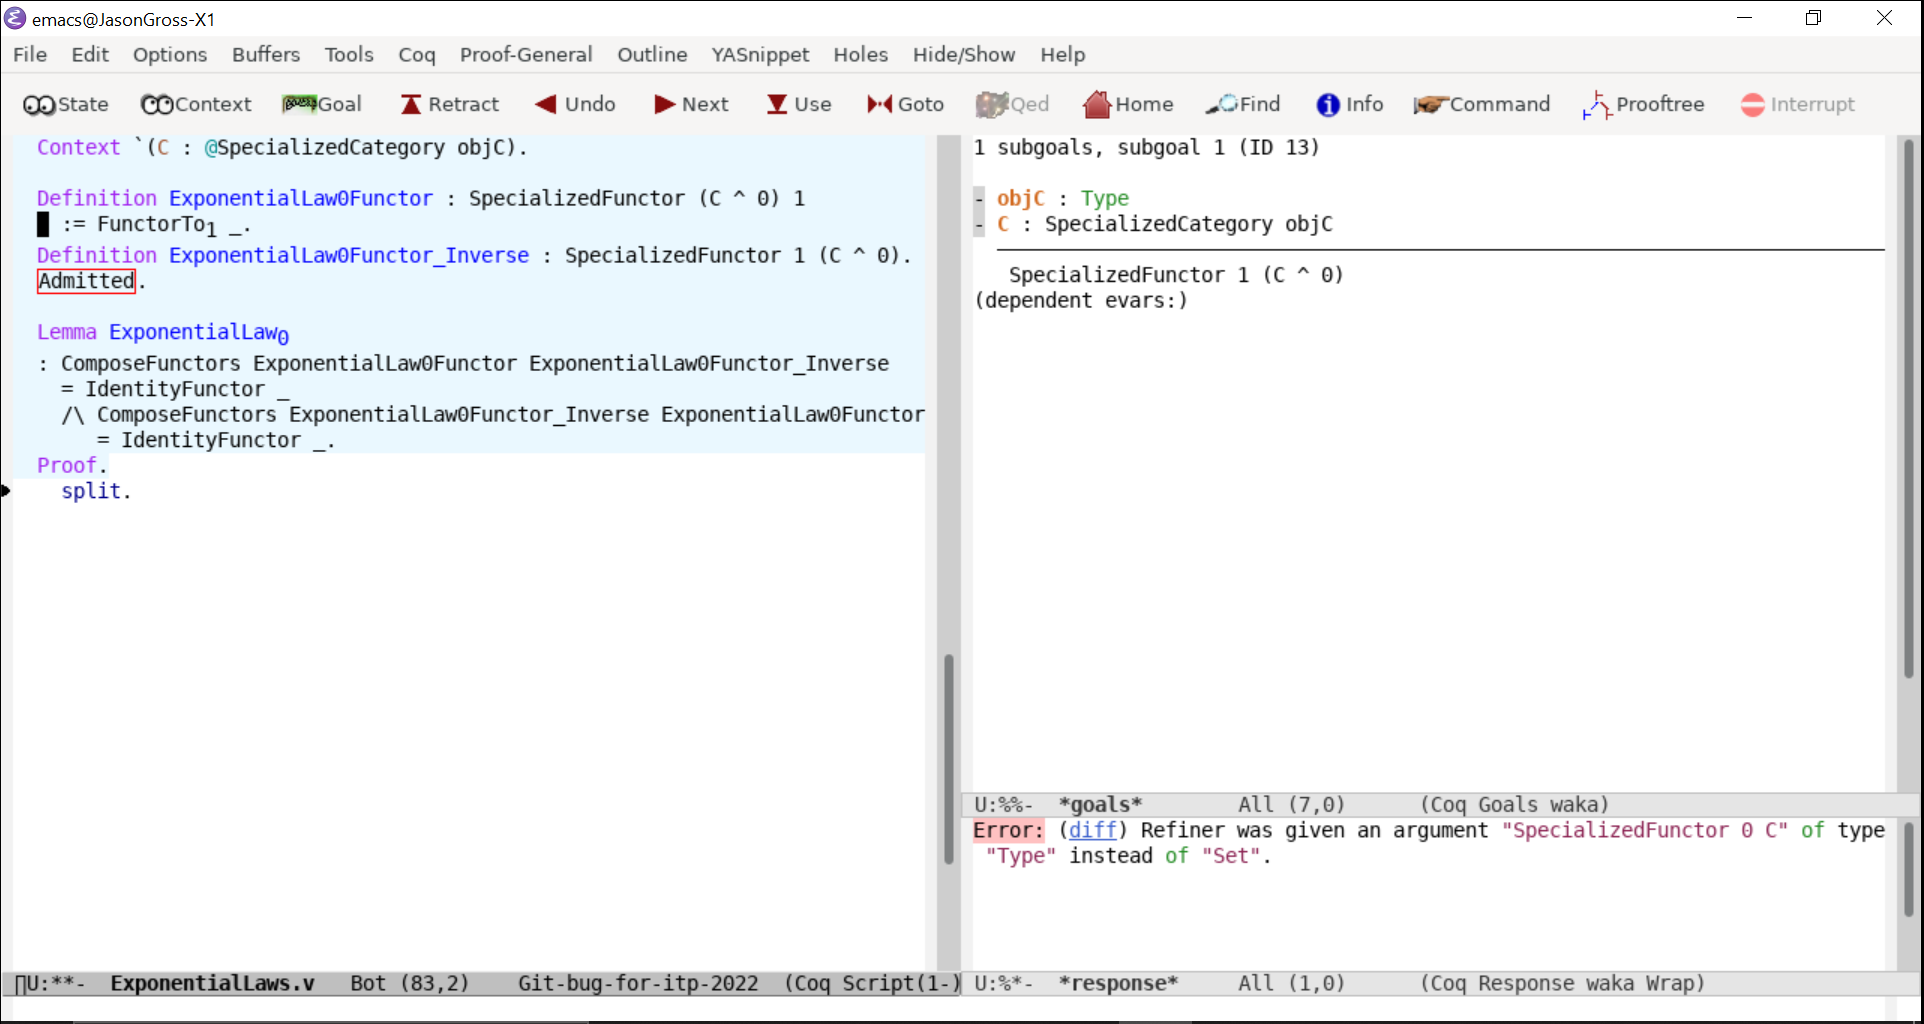 emacs@JasonGross-X1
File Edit Options Buffers Tools Coq Proof-General Outline YASnippet Holes Hide/Show Help
State Context Goal Retract Undo Next Use Goto Qed Home Find Info Command Prooftree Interrupt
Context `(C : @SpecializedCategory objC).
Definition ExponentialLaw0Functor : SpecializedFunctor (C ^ 0) 1
:= FunctorTo1 _.
Definition ExponentialLaw0Functor_Inverse : SpecializedFunctor 1 (C ^ 0).
Admitted.
Lemma ExponentialLaw0
: ComposeFunctors ExponentialLaw0Functor ExponentialLaw0Functor_Inverse
= IdentityFunctor _
/\ ComposeFunctors ExponentialLaw0Functor_Inverse ExponentialLaw0Functor
= IdentityFunctor _.
Proof.
split.
U:**- ExponentialLaws.v Bot (83,2) Git-bug-for-itp-2022 (Coq Script(1-)
1 subgoals, subgoal 1 (ID 13)
- objC : Type
- C : SpecializedCategory objC
SpecializedFunctor 1 (C ^ 0)
(dependent evars:)
U:%%- *goals* All (7,0) (Coq Goals waka)
Error: (diff) Refiner was given an argument "SpecializedFunctor 0 C" of type
"Type" instead of "Set".
U:%*- *response* All (1,0) (Coq Response waka Wrap)